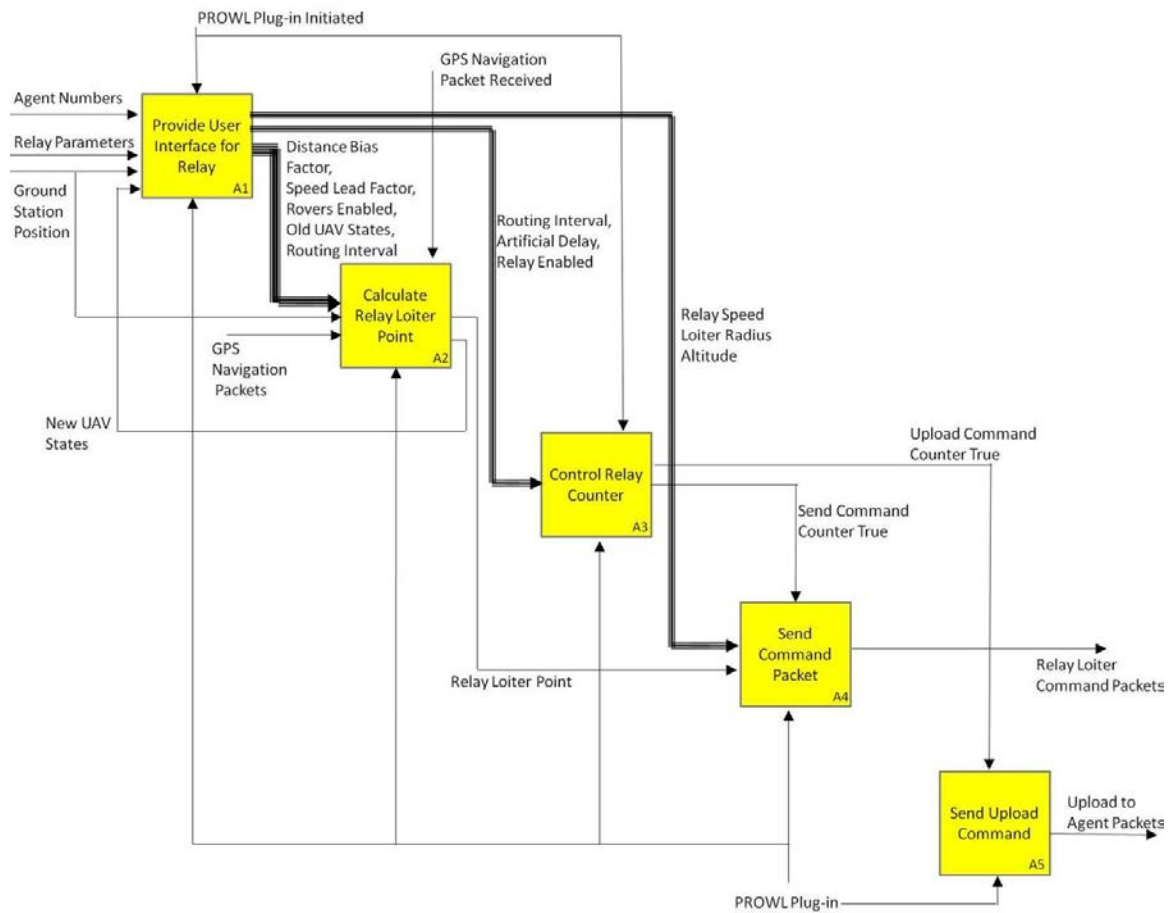 PROWL Plug-in Initiated
GPS Navigation
Packet Received
Agent Numbers
Relay Parameters
Ground
Station
Position
Provide User
Interface for
Relay
A1
Distance Bias
Factor,
Speed Lead Factor,
Rovers Enabled,
Old UAV States,
Routing Interval
Routing Interval,
Artificial Delay,
Relay Enabled
Calculate
Relay Loiter
Point
A2
GPS
Navigation
Packets
Relay Speed
Loiter Radius
Altitude
New UAV
States
Control Relay
Counter
A3
Upload Command
Counter True
Send Command
Counter True
Send
Command
Packet
A4
Relay Loiter Point
Relay Loiter
Command Packets
Send Upload
Command
A5
Upload to
Agent Packets
PROWL Plug-in